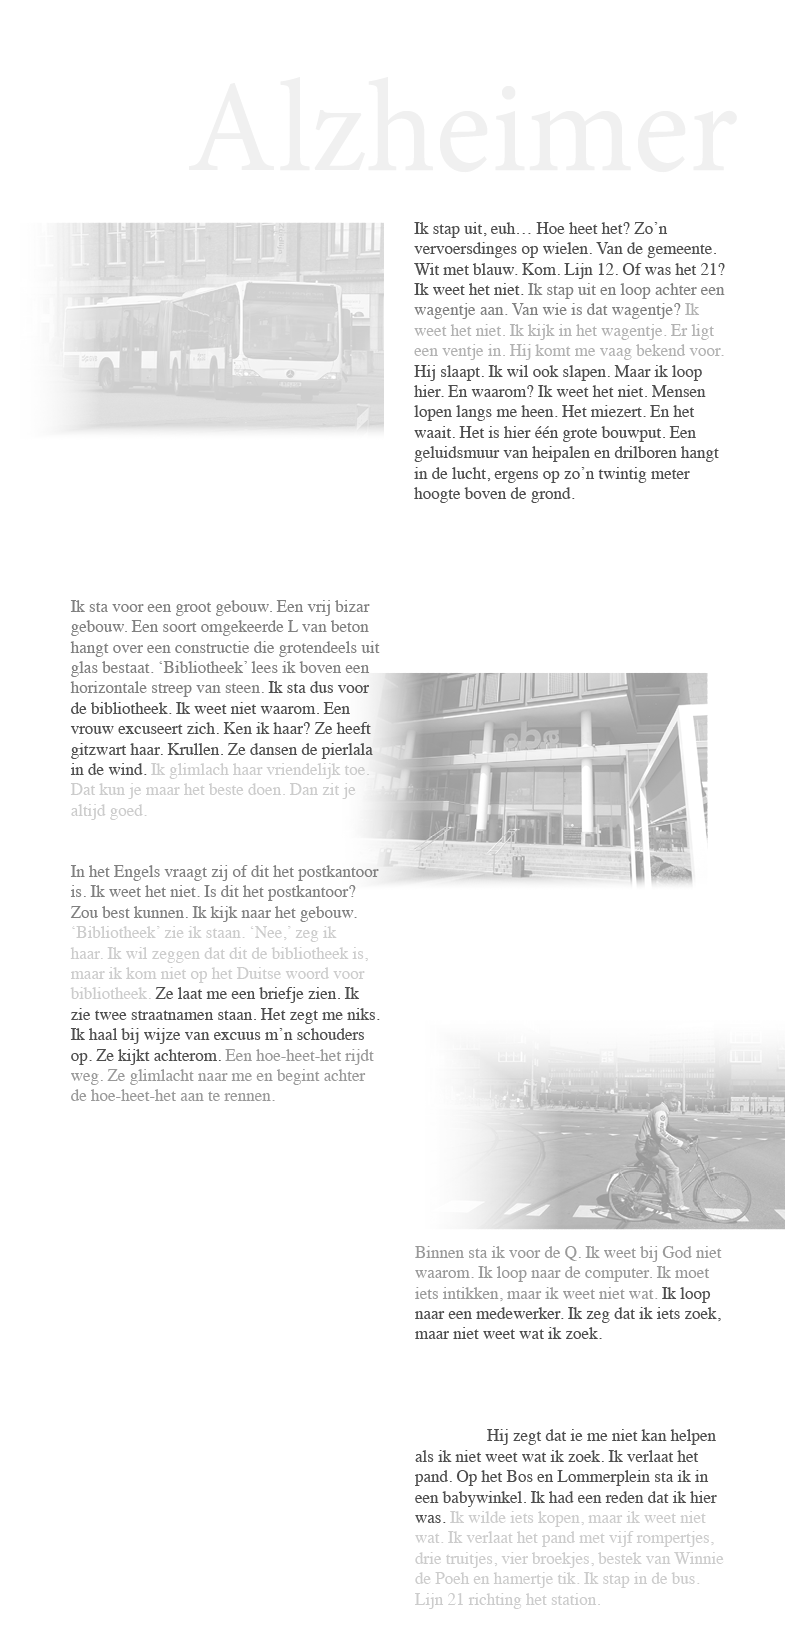 Alzheimer
Ik stap uit, euh… Hoe heet het? Zo’n
vervoersdinges op wielen. Van de gemeente.
Wit met blauw. Kom. Lijn 12. Of was het 21?
Ik weet het niet. Ik stap uit en loop achter een
wagentje aan. Van wie is dat wagentje? Ik
weet het niet. Ik kijk in het wagentje. Er ligt
een ventje in. Hij komt me vaag bekend voor.
Hij slaapt. Ik wil ook slapen. Maar ik loop
hier. En waarom? Ik weet het niet. Mensen
lopen langs me heen. Het miezert. En het
waait. Het is hier één grote bouwput. Een
geluidsmuur van heipalen en drilboren hangt
in de lucht, ergens op zo’n twintig meter
hoogte boven de grond.
Ik sta voor een groot gebouw. Een vrij bizar
gebouw. Een soort omgekeerde L van beton
hangt over een constructie die grotendeels uit
glas bestaat. ‘Bibliotheek’ lees ik boven een
horizontale streep van steen. Ik sta dus voor
de bibliotheek. Ik weet niet waarom. Een
vrouw excuseert zich. Ken ik haar? Ze heeft
gitzwart haar. Krullen. Ze dansen de pierlala
in de wind. Ik glimlach haar vriendelijk toe.
Dat kun je maar het beste doen. Dan zit je
altijd goed.
In het Engels vraagt zij of dit het postkantoor
is. Ik weet het niet. Is dit het postkantoor?
Zou best kunnen. Ik kijk naar het gebouw.
‘Bibliotheek’ zie ik staan. ‘Nee,’ zeg ik
haar. Ik wil zeggen dat dit de bibliotheek is,
maar ik kom niet op het Duitse woord voor
bibliotheek. Ze laat me een briefje zien. Ik
zie twee straatnamen staan. Het zegt me niks.
Ik haal bij wijze van excuus m’n schouders
op. Ze kijkt achterom. Een hoe-heet-het rijdt
weg. Ze glimlacht naar me en begint achter
de hoe-heet-het aan te rennen.
Binnen sta ik voor de Q. Ik weet bij God niet
waarom. Ik loop naar de computer. Ik moet
iets intikken, maar ik weet niet wat. Ik loop
naar een medewerker. Ik zeg dat ik iets zoek,
maar niet weet wat ik zoek.
Hij zegt dat ie me niet kan helpen
als ik niet weet wat ik zoek. Ik verlaat het
pand. Op het Bos en Lommerplein sta ik in
een babywinkel. Ik had een reden dat ik hier
was. Ik wilde iets kopen, maar ik weet niet
wat. Ik verlaat het pand met vijf rompertjes,
drie truitjes, vier broekjes, bestek van Winnie
de Poeh en hamertje tik. Ik stap in de bus.
Lijn 21 richting het station.